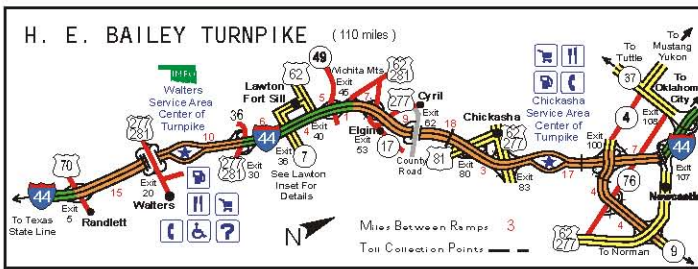 H. E. BAILEY TURNPIKE (110 miles)
INFO
Walters
Service Area
Center of
Turnpike
62
Lawton
Fort Sill
49
Wichita Mts.
Exit
45
62
281
277
Cyril
Exit
62
Chickasha
Service Area
Center of
Turnpike
To
Tuttle
To
Mustang
Yukon
37
To
Oklahoma
City
4
Exit
108
44
Exit
107
277
281
36
10
6
44
4
5
Exit
40
7
9
18
Chickasha
62
277
Exit
100
7
70
Exit
20
277
281
Exit
30
Exit
36
7
See Lawton
Inset For
Details
Elgin
Exit
53
17
County
Road
81
Exit
80
3
Exit
83
17
4
76
Newcastle
44
15
Exit
5
Randlett
Walters
To Texas
State Line
?
N
Miles Between Ramps 3
Toll Collection Points
62
277
4
To Norman
9